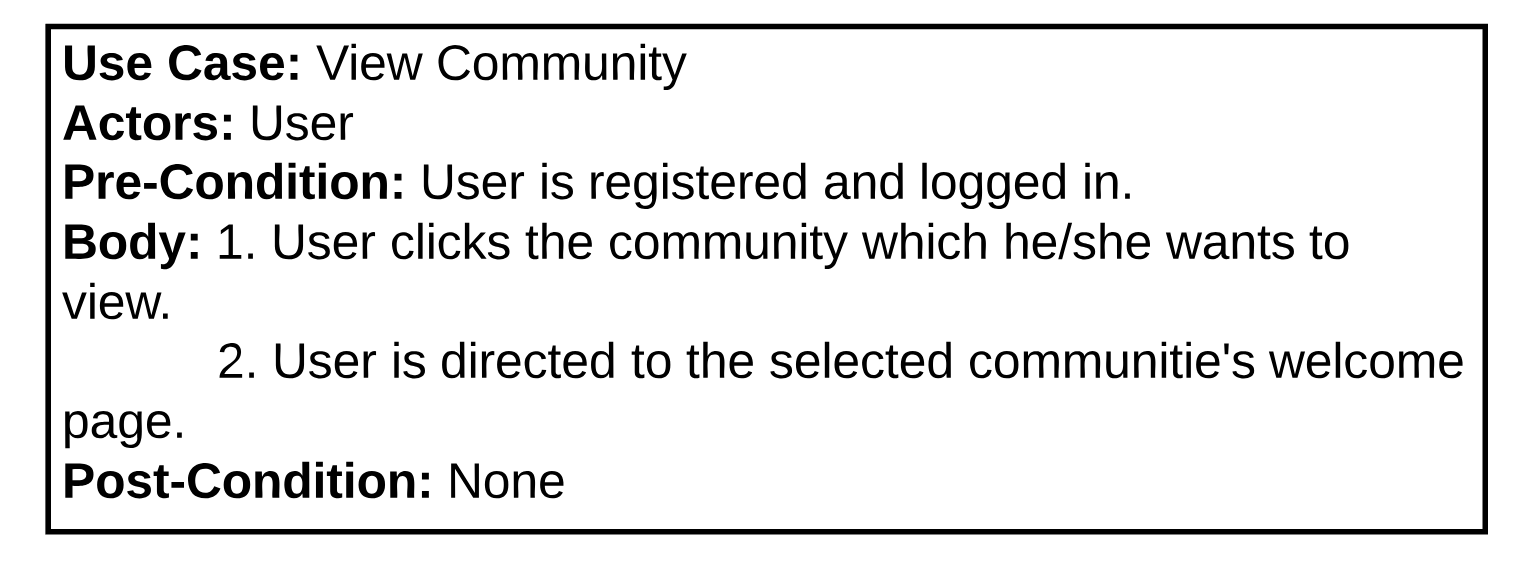 Use Case: View Community
Actors: User
Pre-Condition: User is registered and logged in.
Body: 1. User clicks the community which he/she wants to
view.
2. User is directed to the selected communitie's welcome
page.
Post-Condition: None